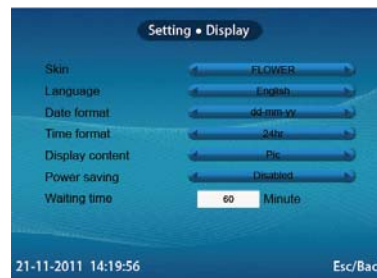 Setting • Display
Skin FLOWER
Language English
Date format dd-mm-yy
Time format 24hr
Display content Pic
Power saving Disabled
Waiting time 60 Minute
21-11-2011 14:19:56 Esc/Bac